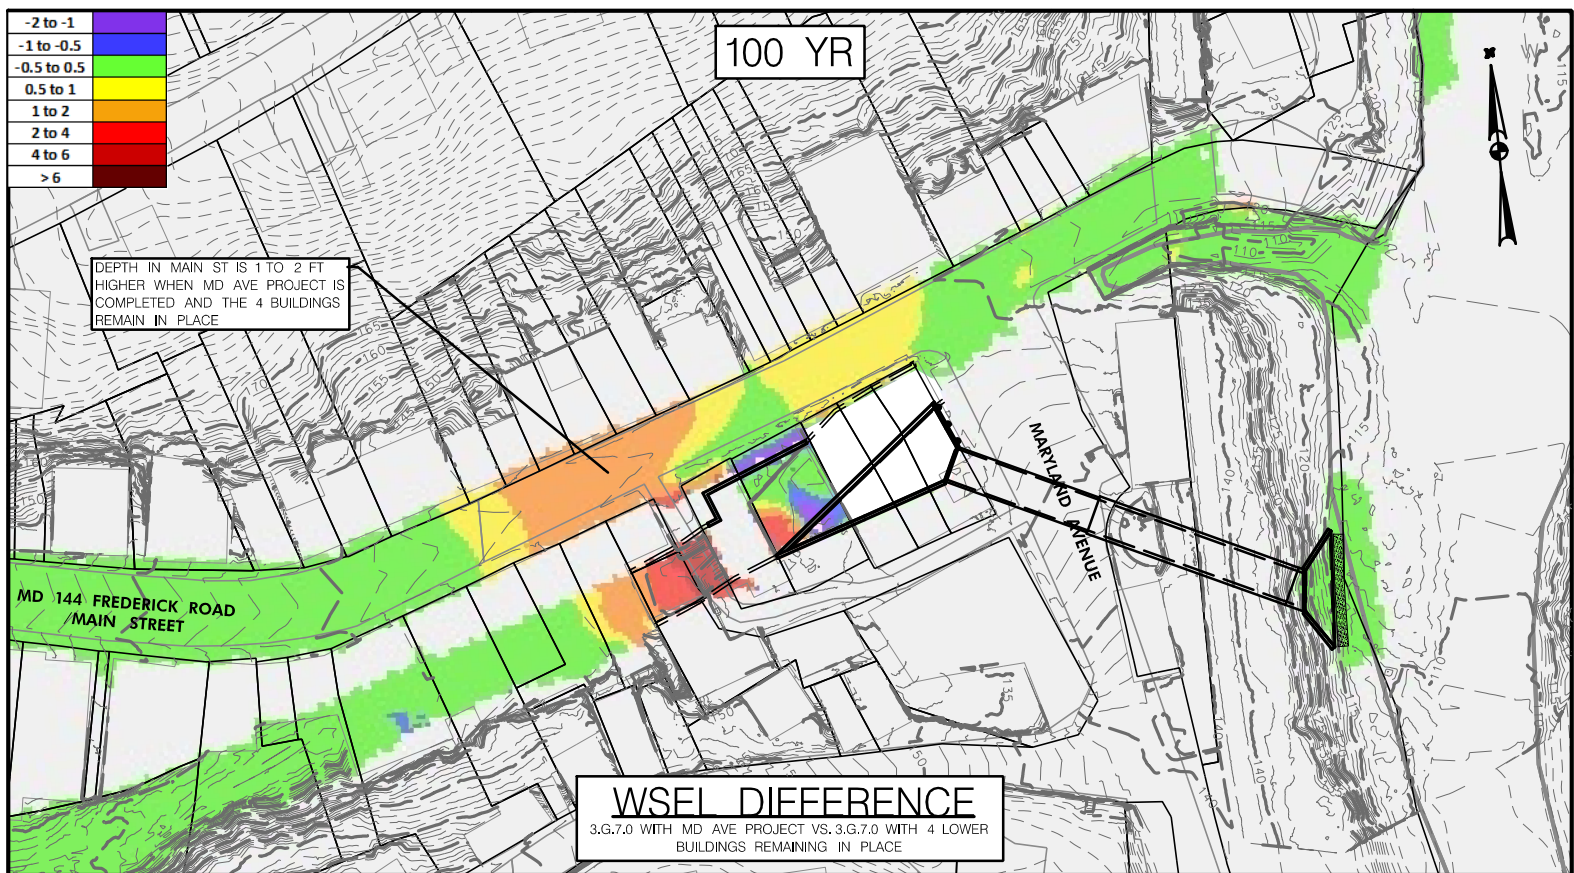 -2 to -1
-1 to -0.5
-0.5 to 0.5
0.5 to 1
1 to 2
2 to 4
4 to 6
> 6
100 YR
DEPTH IN MAIN ST IS 1 TO 2 FT
HIGHER WHEN MD AVE PROJECT IS
COMPLETED AND THE 4 BUILDINGS
REMAIN IN PLACE
MARYLAND AVENUE
MD 144 FREDERICK ROAD
MAIN STREET
WSEL DIFFERENCE
3.G.7.0 WITH MD AVE PROJECT VS. 3.G.7.0 WITH 4 LOWER
BUILDINGS REMAINING IN PLACE